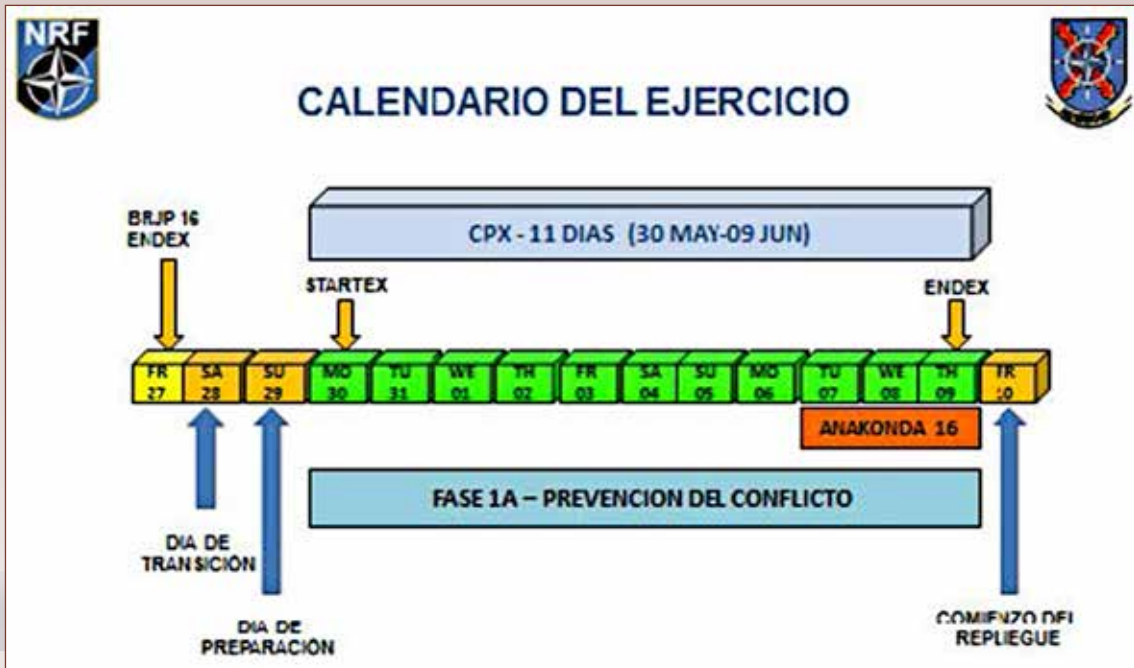 NRF
CALENDARIO DEL EJERCICIO
BRJP 16
ENDEX
CPX - 11 DIAS (30 MAY-09 JUN)
STARTEX
ENDEX
FR SA SU MO TU WE TH FR SA SU MO TU WE TH FR
27 28 29 30 31 01 02 03 04 05 06 07 08 09 10
ANAKONDA 16
FASE 1A – PREVENCION DEL CONFLICTO
DIA DE
TRANSICIÓN
DIA DE
PREPARACIÓN
COMIENZO DEL
REPLIEGUE